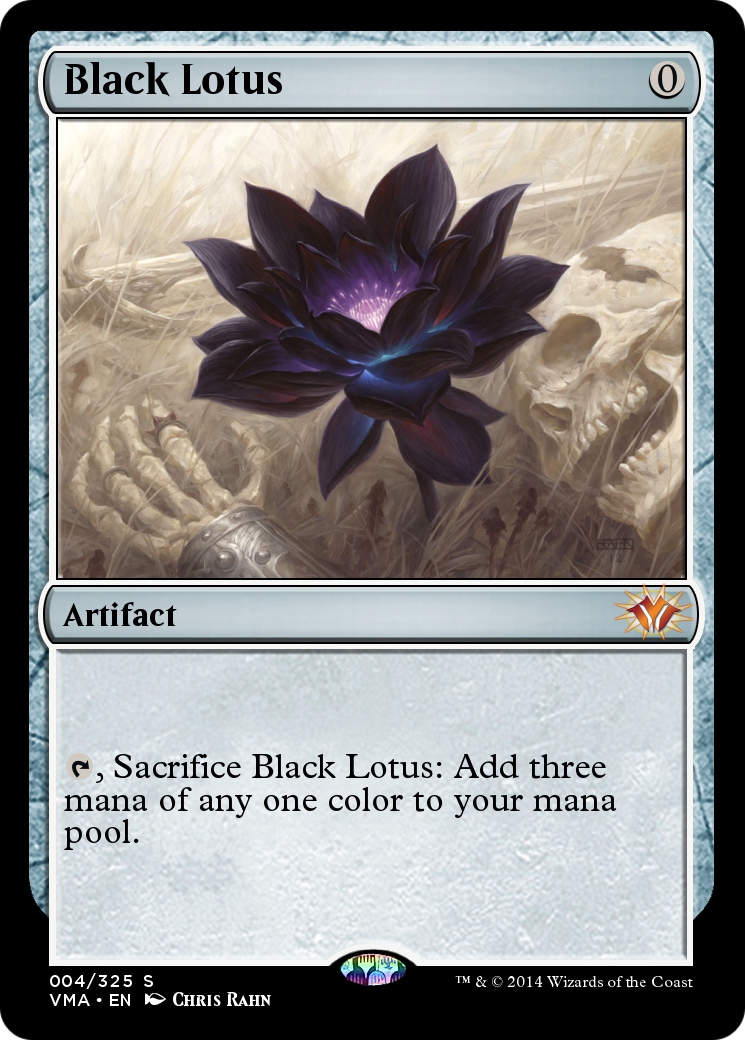 Black Lotus 0
Artifact
, Sacrifice Black Lotus: Add three
mana of any one color to your mana
pool.
004/325 S
™ & © 2014 Wizards of the Coast
VMA • EN Chris Rahn